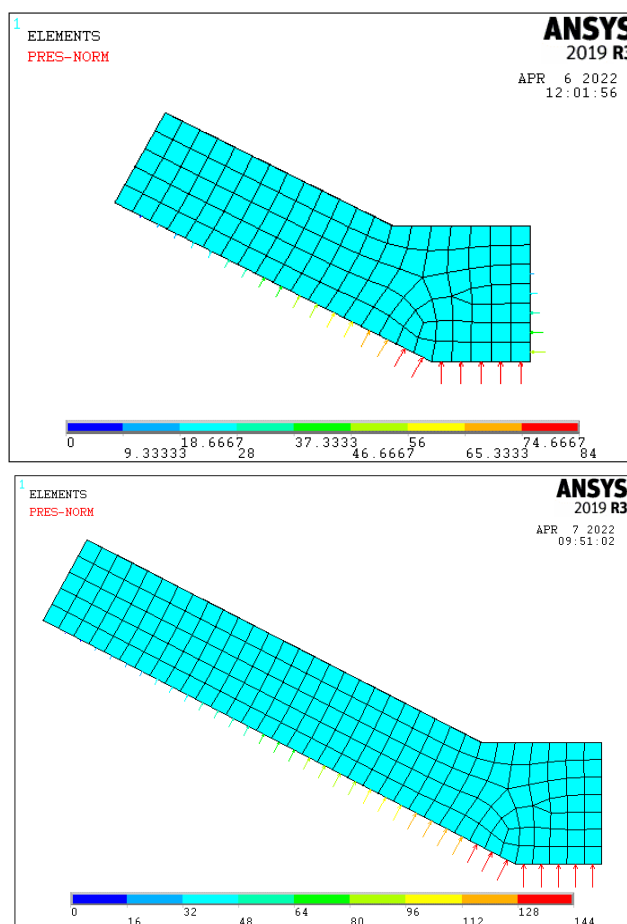 1
ELEMENTS
PRES-NORM
ANSYS
2019 R3
APR 6 2022
12:01:56
0 18.6667 37.3333 56 74.6667
9.33333 28 46.6667 65.3333 84
1
ELEMENTS
PRES-NORM
ANSYS
2019 R3
APR 7 2022
09:51:02
0 32 64 96 128
16 48 80 112 144